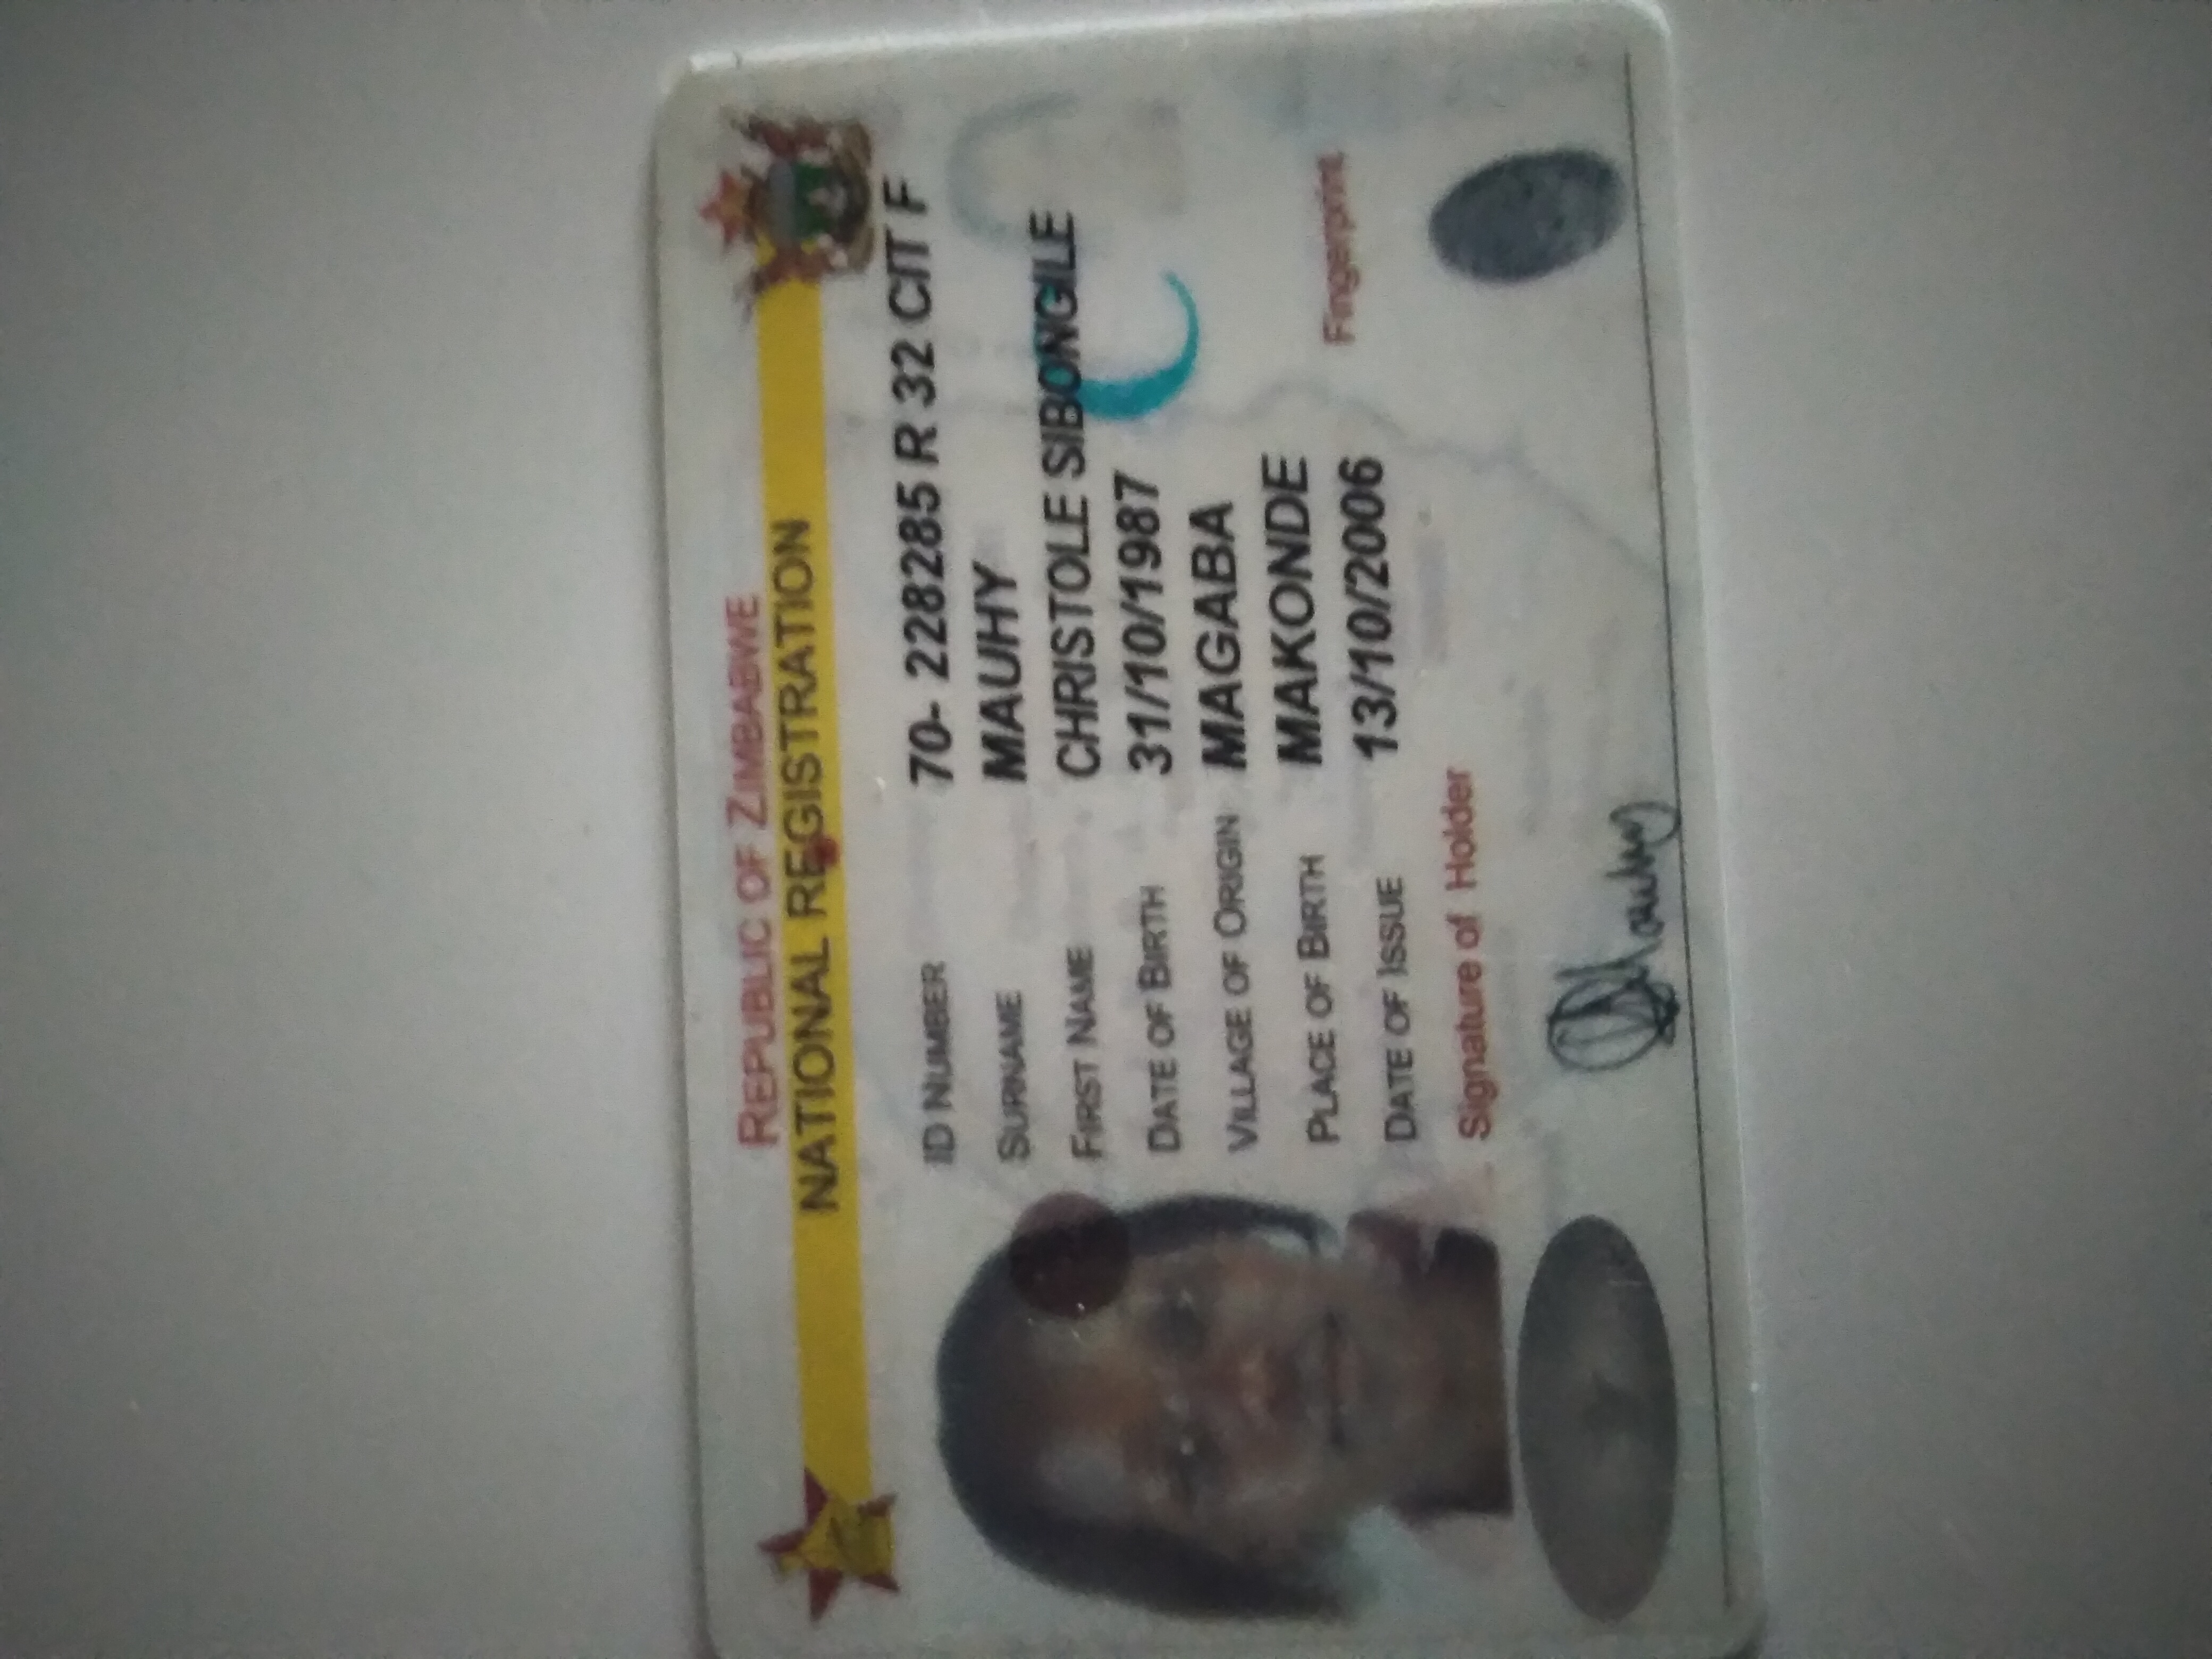 REPUBLIC OF ZIMBABWE
NATIONAL REGISTRATION
ID NUMBER 70- 228285 R 32 CIT F
SURNAME MAUHY
FIRST NAME CHRISTOLE SIBONGILE
DATE OF BIRTH 31/10/1987
VILLAGE OF ORIGIN MAGABA
PLACE OF BIRTH MAKONDE
DATE OF ISSUE 13/10/2006
Signature of Holder
Fingerprint